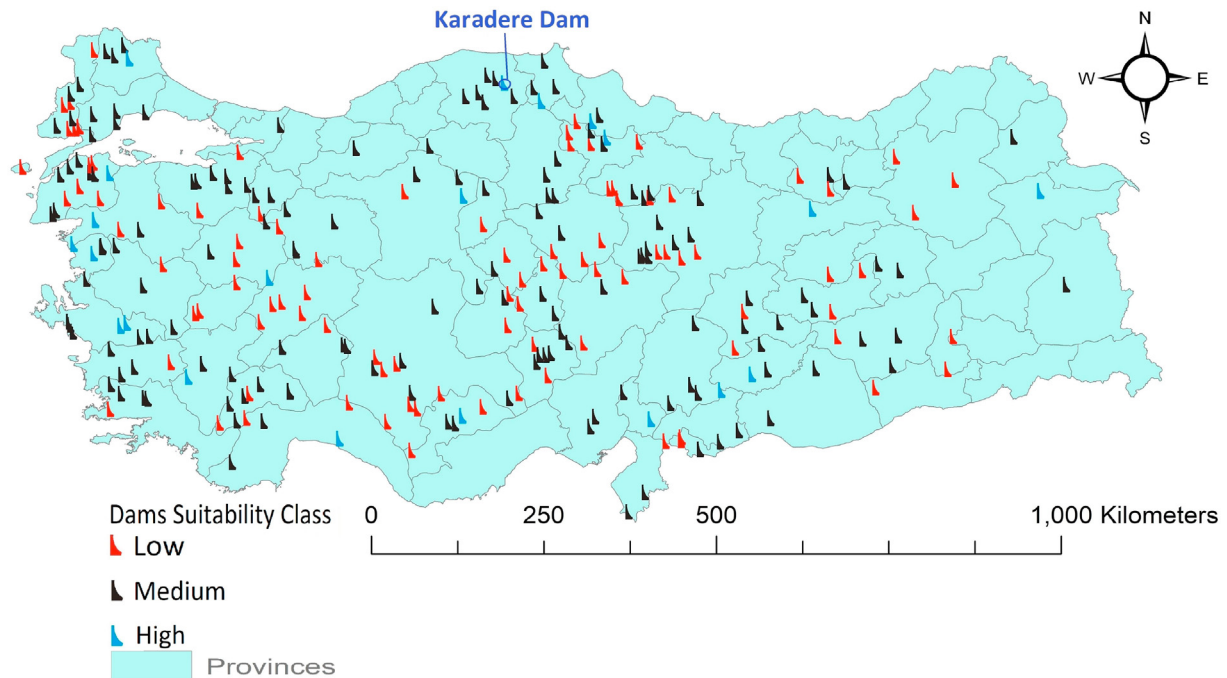 Karadere Dam
N
W E
S
Dams Suitability Class
0 250 500 1,000 Kilometers
Low
Medium
High
Provinces